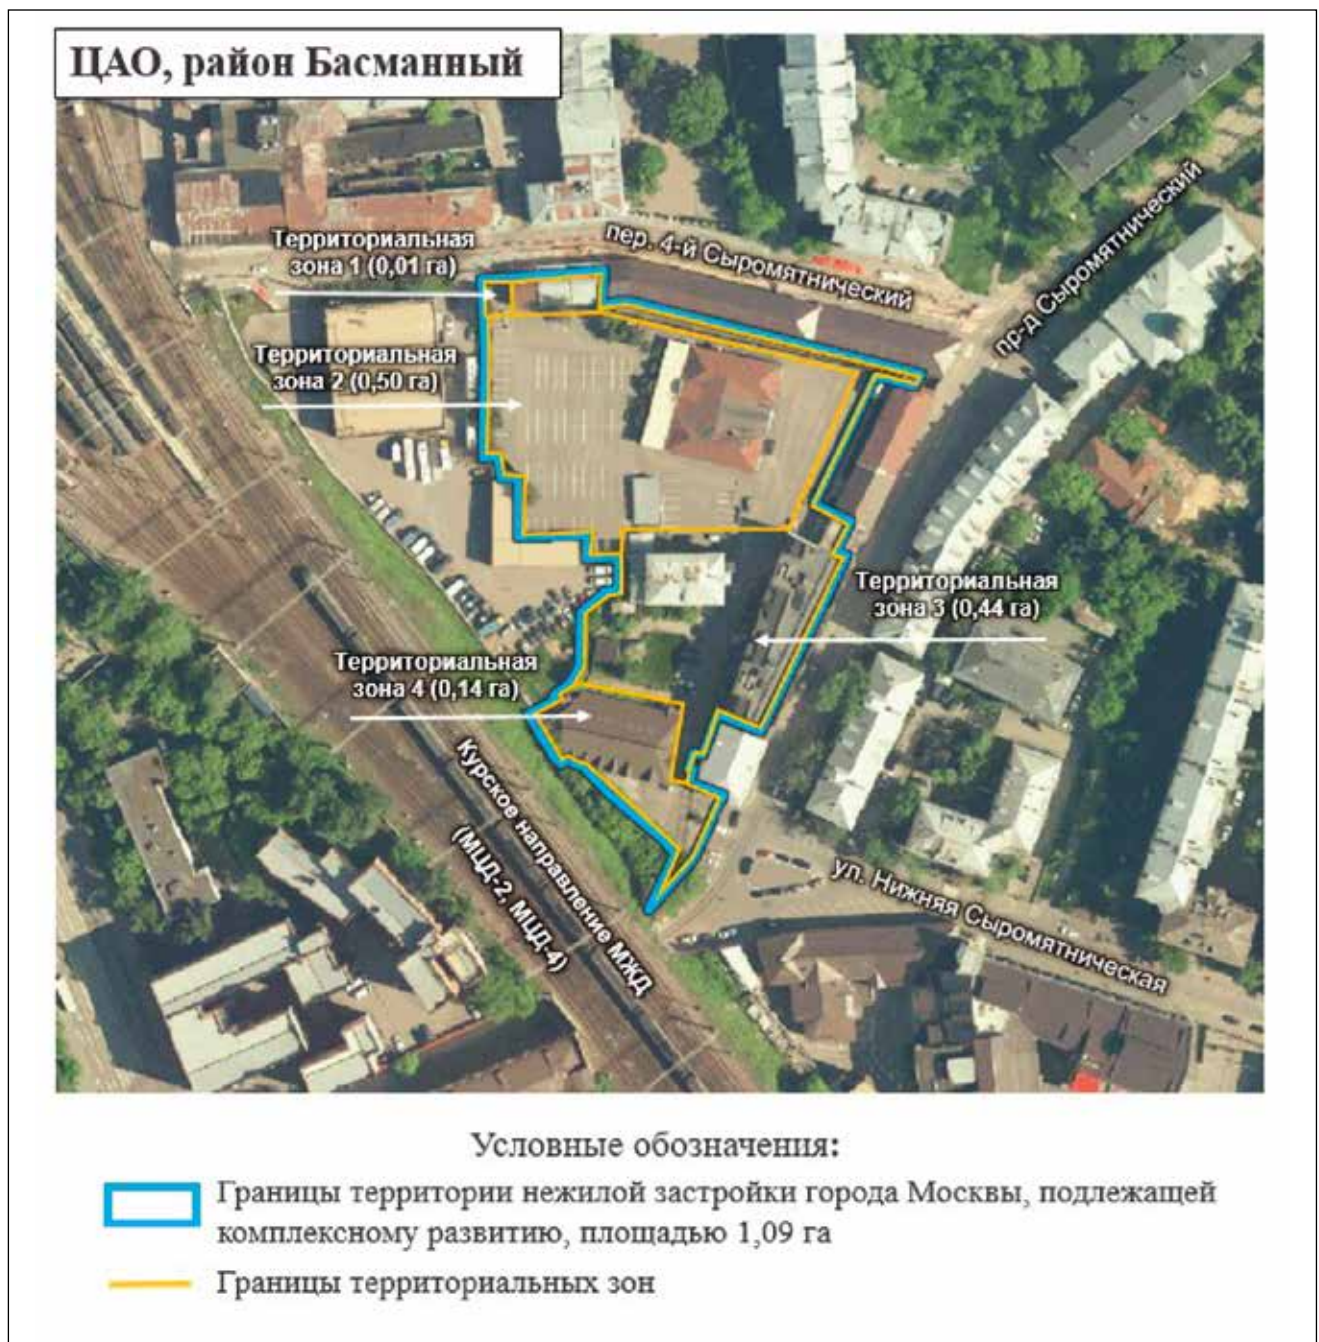 ЦАО, район Басманный
Территориальная
зона 1 (0,01 га)
пер. 4-й Сыромятнический
пр-д Сыромятнический
Территориальная
зона 2 (0,50 га)
Территориальная
зона 3 (0,44 га)
Территориальная
зона 4 (0,14 га)
Курское направление МЖД
(МЦД-2, МЦД-4)
ул. Нижняя Сыромятническая
Условные обозначения:
Границы территории нежилой застройки города Москвы, подлежащей
комплексному развитию, площадью 1,09 га
Границы территориальных зон